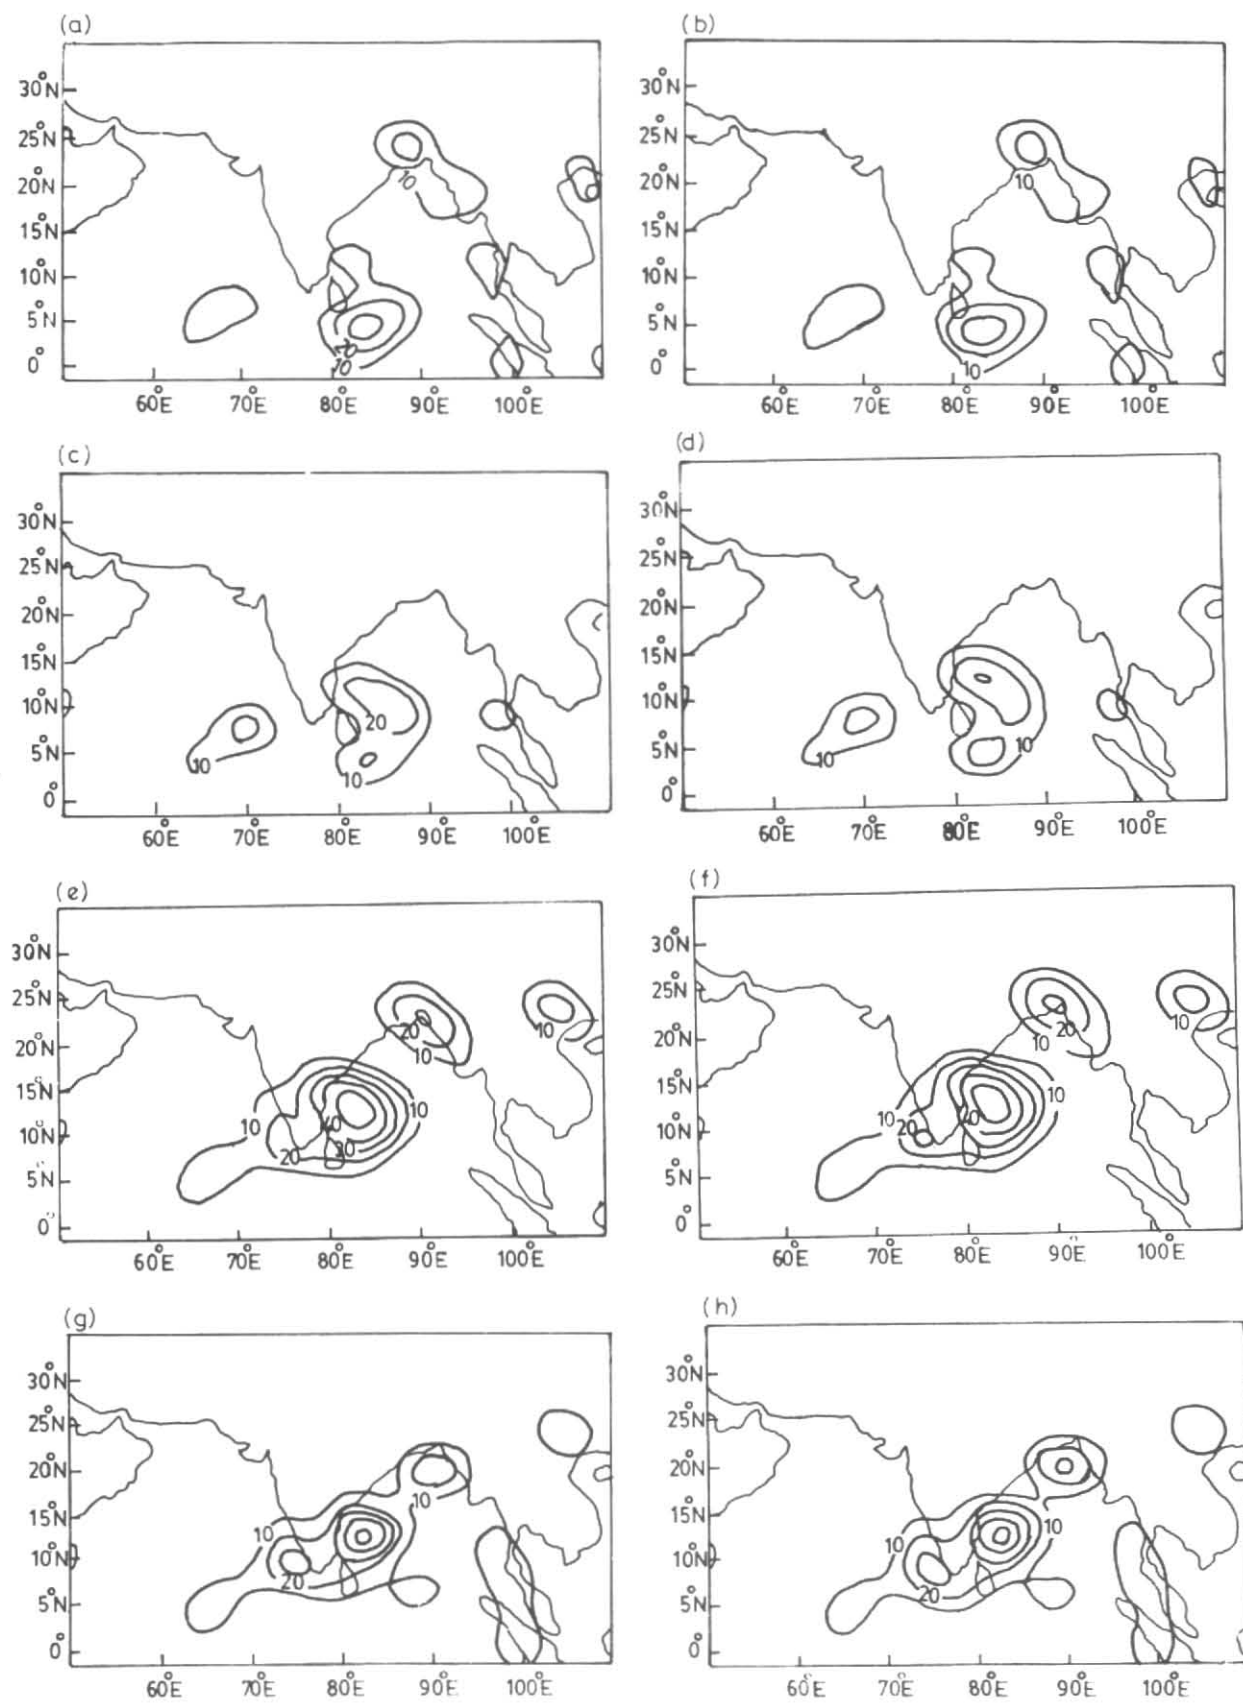 (a) (b)
30°N 30°N
25°N 25°N
10 10
20°N 20°N
15°N 15°N
10°N 10°N
5°N 5°N
20
10 10
0° 0°
60°E 70°E 80°E 90°E 100°E 60°E 70°E 80°E 90°E 100°E
(c) (d)
30°N 30°N
25°N 25°N
20°N 20°N
15°N 15°N
10°N 10°N
20 10
5°N 5°N
10 10 10
0° 0°
60°E 70°E 80°E 90°E 100°E 60°E 70°E 80°E 90°E 100°E
(e) (f)
30°N 30°N
25°N 25°N
20 10 20 10
20°N 10 10 20°N
15°N 15°N
10 10 10
10°N 10 40 20 40 10°N
20 20
5°N 5°N
0° 0°
60°E 70°E 80°E 90°E 100°E 60°E 70°E 80°E 90°E 100°E
(g) (h)
30°N 30°N
25°N 25°N
20°N 20°N
10
15°N 15°N
10 10 10
10°N 10°N
20 20
5°N 5°N
0° 0°
60°E 70°E 80°E 90°E 100°E 60°E 70°E 80°E 90°E 100°E